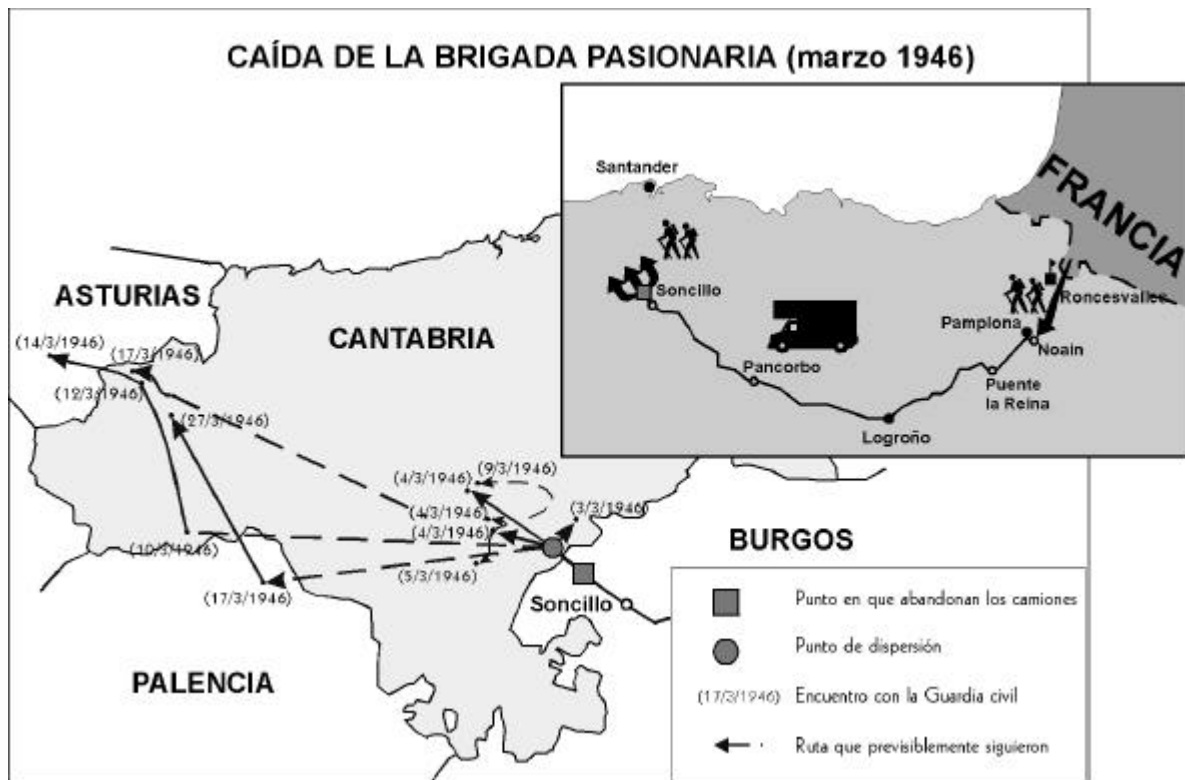 CAÍDA DE LA BRIGADA PASIONARIA (marzo 1946)
Santander
FRANCIA
Soncillo
Roncesvalles
Pamplona
Noain
Pancorbo
Puente
la Reina
Logroño
ASTURIAS
CANTABRIA
(14/3/1946)
(17/3/1946)
(12/3/1946)
(27/3/1946)
(9/3/1946)
(4/3/1946)
(3/3/1946)
(4/3/1946)
(4/3/1946)
(10/3/1946)
(5/3/1946)
(17/3/1946)
BURGOS
Soncillo
PALENCIA
Punto en que abandonan los camiones
Punto de dispersión
(17/3/1946) Encuentro con la Guardia civil
Ruta que previsiblemente siguieron